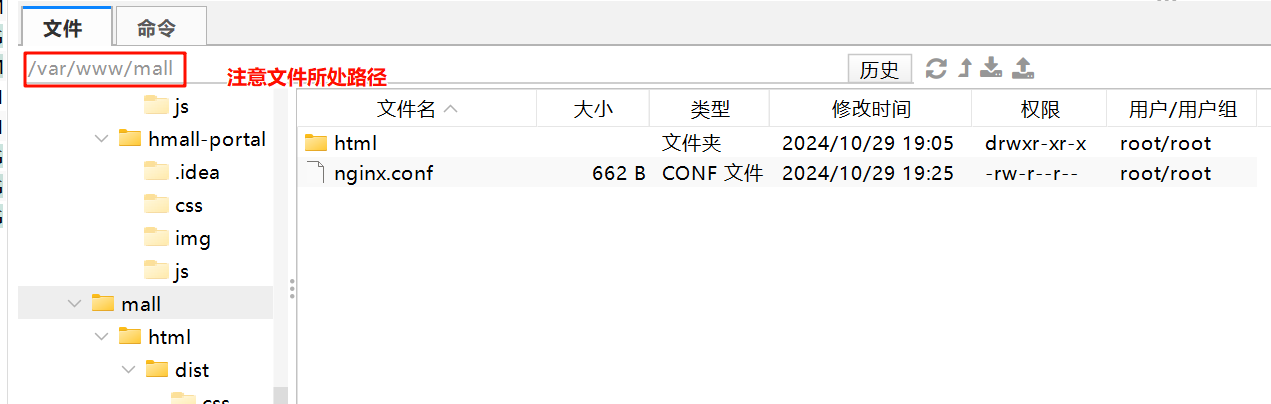 文件 命令
/var/www/mall 注意文件所处路径 历史
js
hmall-portal
.idea
css
img
js
mall
html
dist
文件名 大小 类型 修改时间 权限 用户/用户组
html 文件夹 2024/10/29 19:05 drwxr-xr-x root/root
nginx.conf 662 B CONF 文件 2024/10/29 19:25 -rw-r--r-- root/root